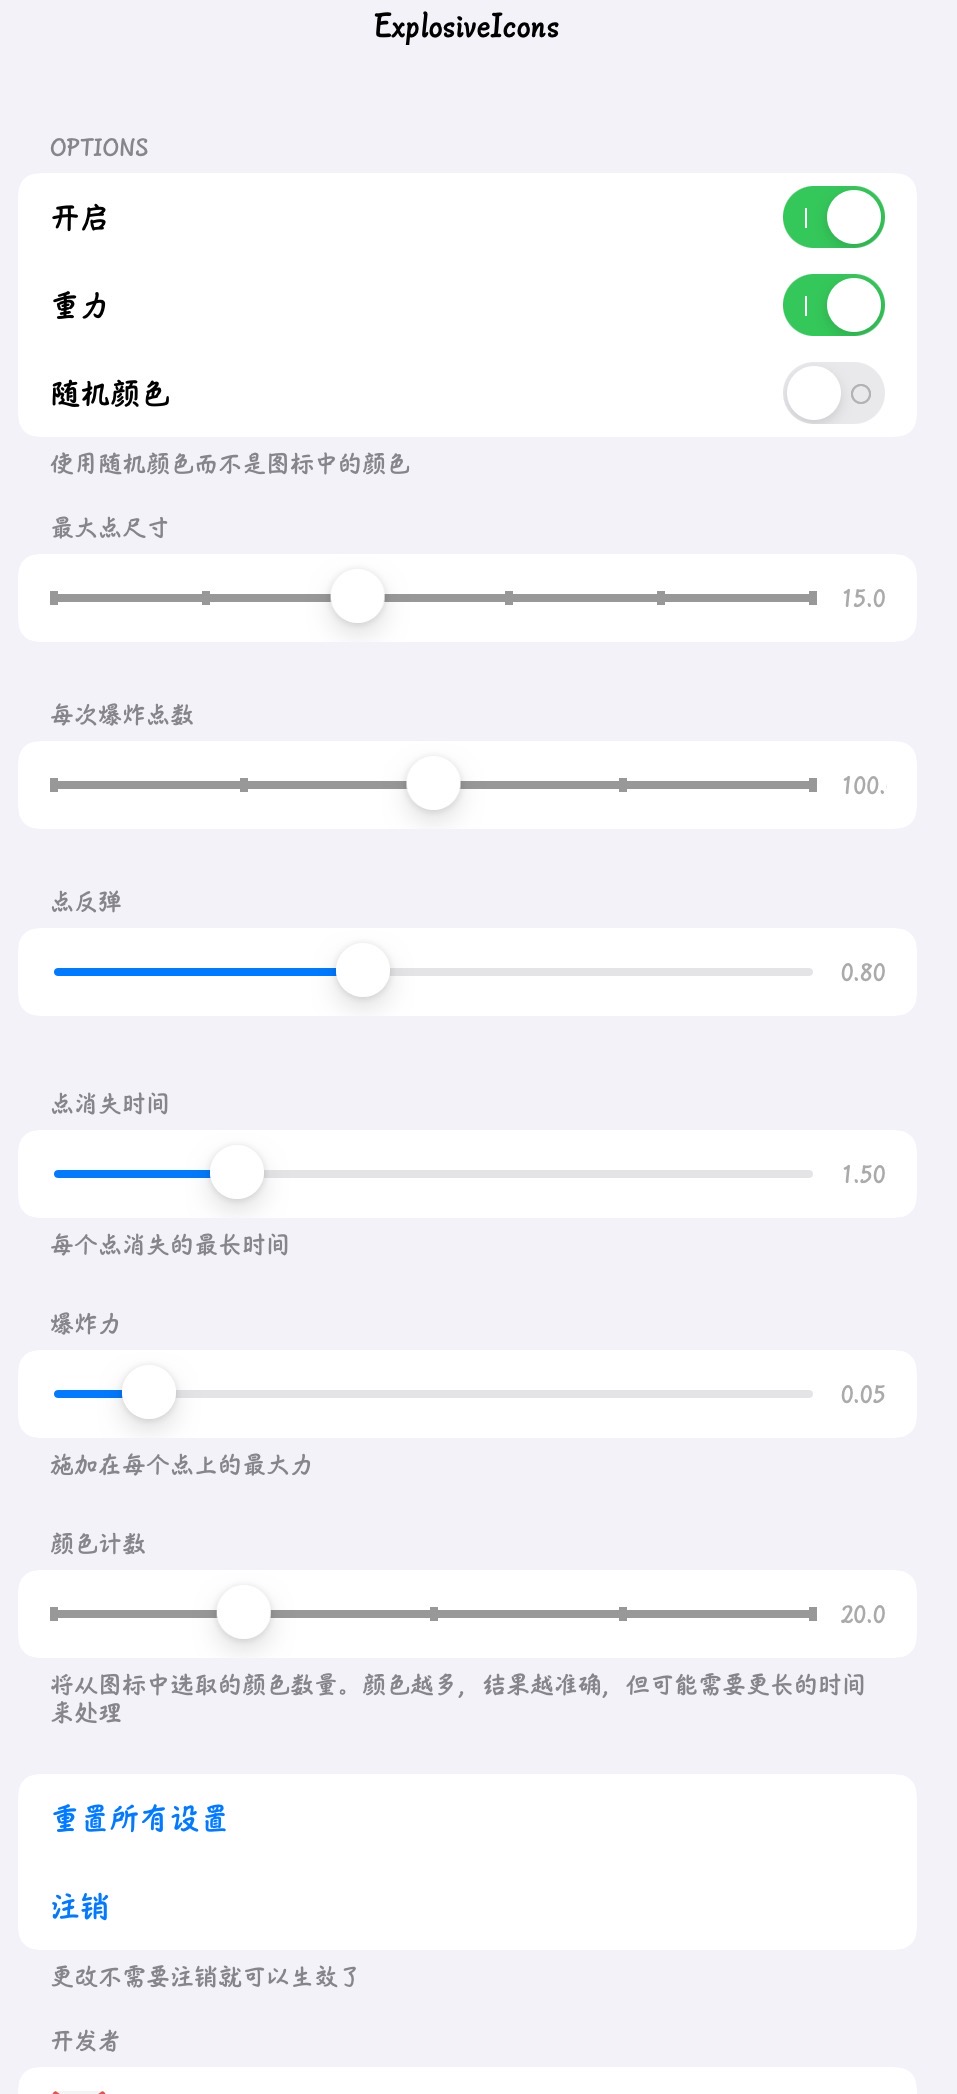 ExplosiveIcons
OPTIONS
开启
重力
随机颜色
使用随机颜色而不是图标中的颜色
最大点尺寸
15.0
每次爆炸点数
100.
点反弹
0.80
点消失时间
1.50
每个点消失的最长时间
爆炸力
0.05
施加在每个点上的最大力
颜色计数
20.0
将从图标中选取的颜色数量。颜色越多，结果越准确，但可能需要更长的时间
来处理
重置所有设置
注销
更改不需要注销就可以生效了
开发者